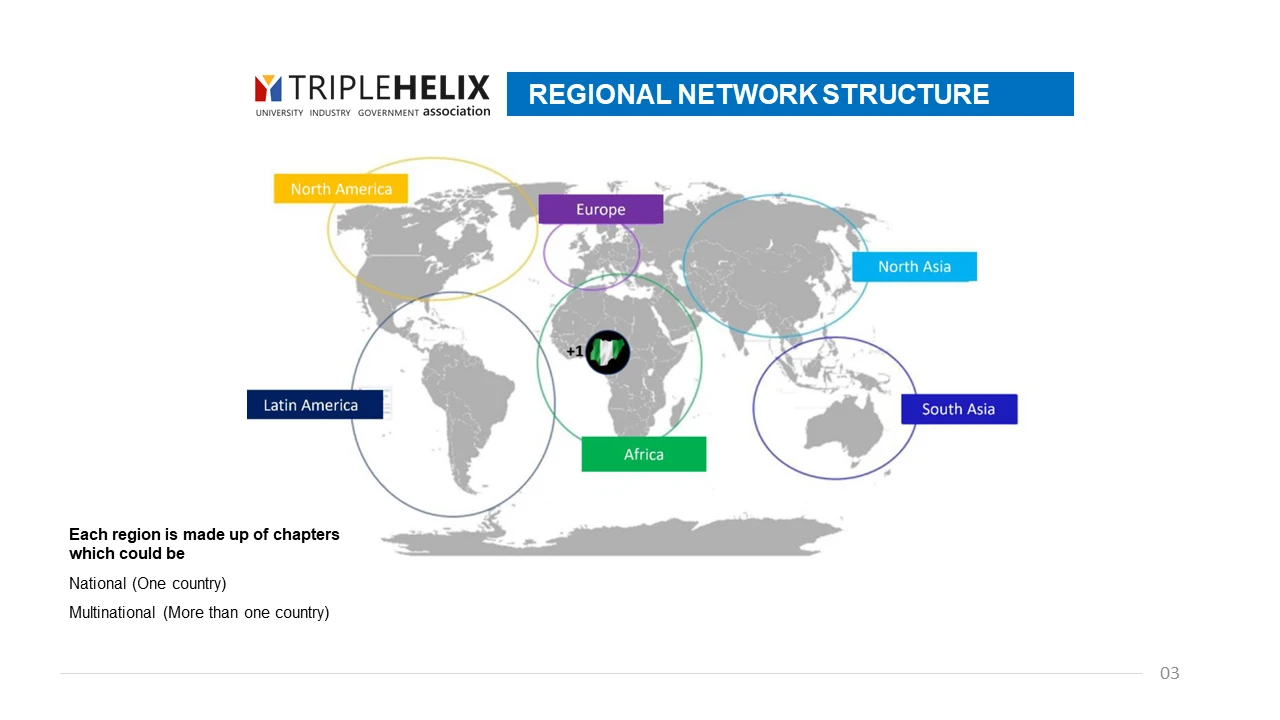 TRIPLEHELIX
UNIVERSITY INDUSTRY GOVERNMENT association
REGIONAL NETWORK STRUCTURE
North America
Europe
North Asia
+1
Latin America
South Asia
Africa
Each region is made up of chapters
which could be
National (One country)
Multinational (More than one country)
03